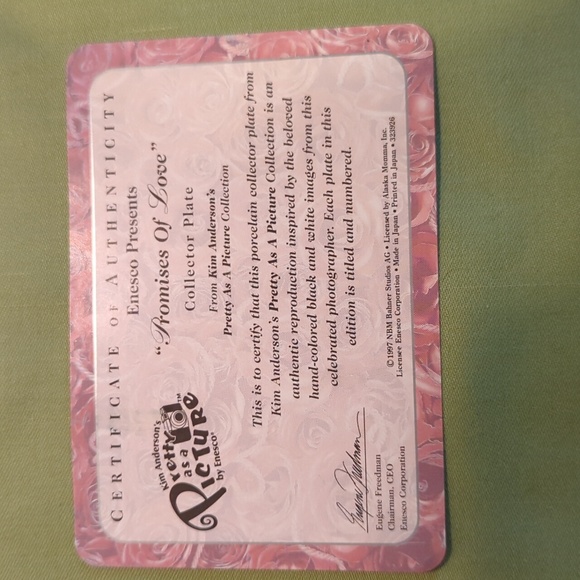 CERTIFICATE OF AUTHENTICITY
Enesco Presents
"Promises Of Love"
Collector Plate
From Kim Anderson's
Pretty As A Picture Collection
Kim Anderson's
Pretty
as a
PICTURE™
by Enesco®
This is to certify that this porcelain collector plate from
Kim Anderson's Pretty As A Picture Collection is an
authentic reproduction inspired by the beloved
hand-colored black and white images from this
celebrated photographer. Each plate in this
edition is titled and numbered.
Eugene Freedman
Eugene Freedman
Chairman, CEO
Enesco Corporation
©1997 NBM Bahner Studios AG • Licensed by Alaska Momma, Inc.
Licensee Enesco Corporation • Made in Japan • Printed in Japan • 323926